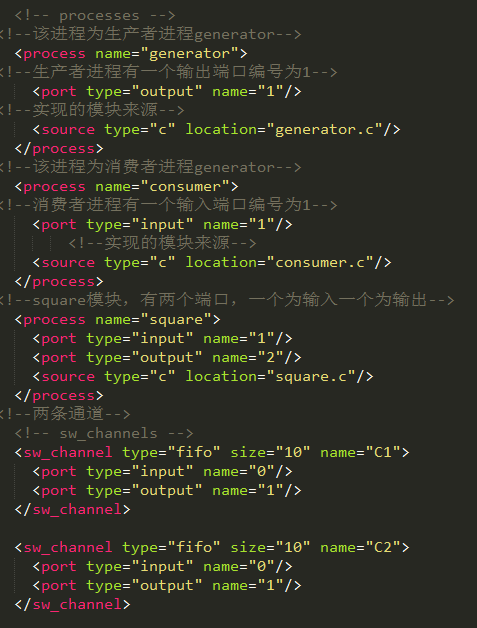 <!-- processes -->
<!--该进程为生产者进程generator-->
<process name="generator">
<!--生产者进程有一个输出端口编号为1-->
<port type="output" name="1"/>
<!--实现的模块来源-->
<source type="c" location="generator.c"/>
</process>
<!--该进程为消费者进程generator-->
<process name="consumer">
<!--消费者进程有一个输入端口编号为1-->
<port type="input" name="1"/>
<!--实现的模块来源-->
<source type="c" location="consumer.c"/>
</process>
<!--square模块，有两个端口，一个为输入一个为输出-->
<process name="square">
<port type="input" name="1"/>
<port type="output" name="2"/>
<source type="c" location="square.c"/>
</process>
<!--两条通道-->
<!-- sw_channels -->
<sw_channel type="fifo" size="10" name="C1">
<port type="input" name="0"/>
<port type="output" name="1"/>
</sw_channel>
<sw_channel type="fifo" size="10" name="C2">
<port type="input" name="0"/>
<port type="output" name="1"/>
</sw_channel>